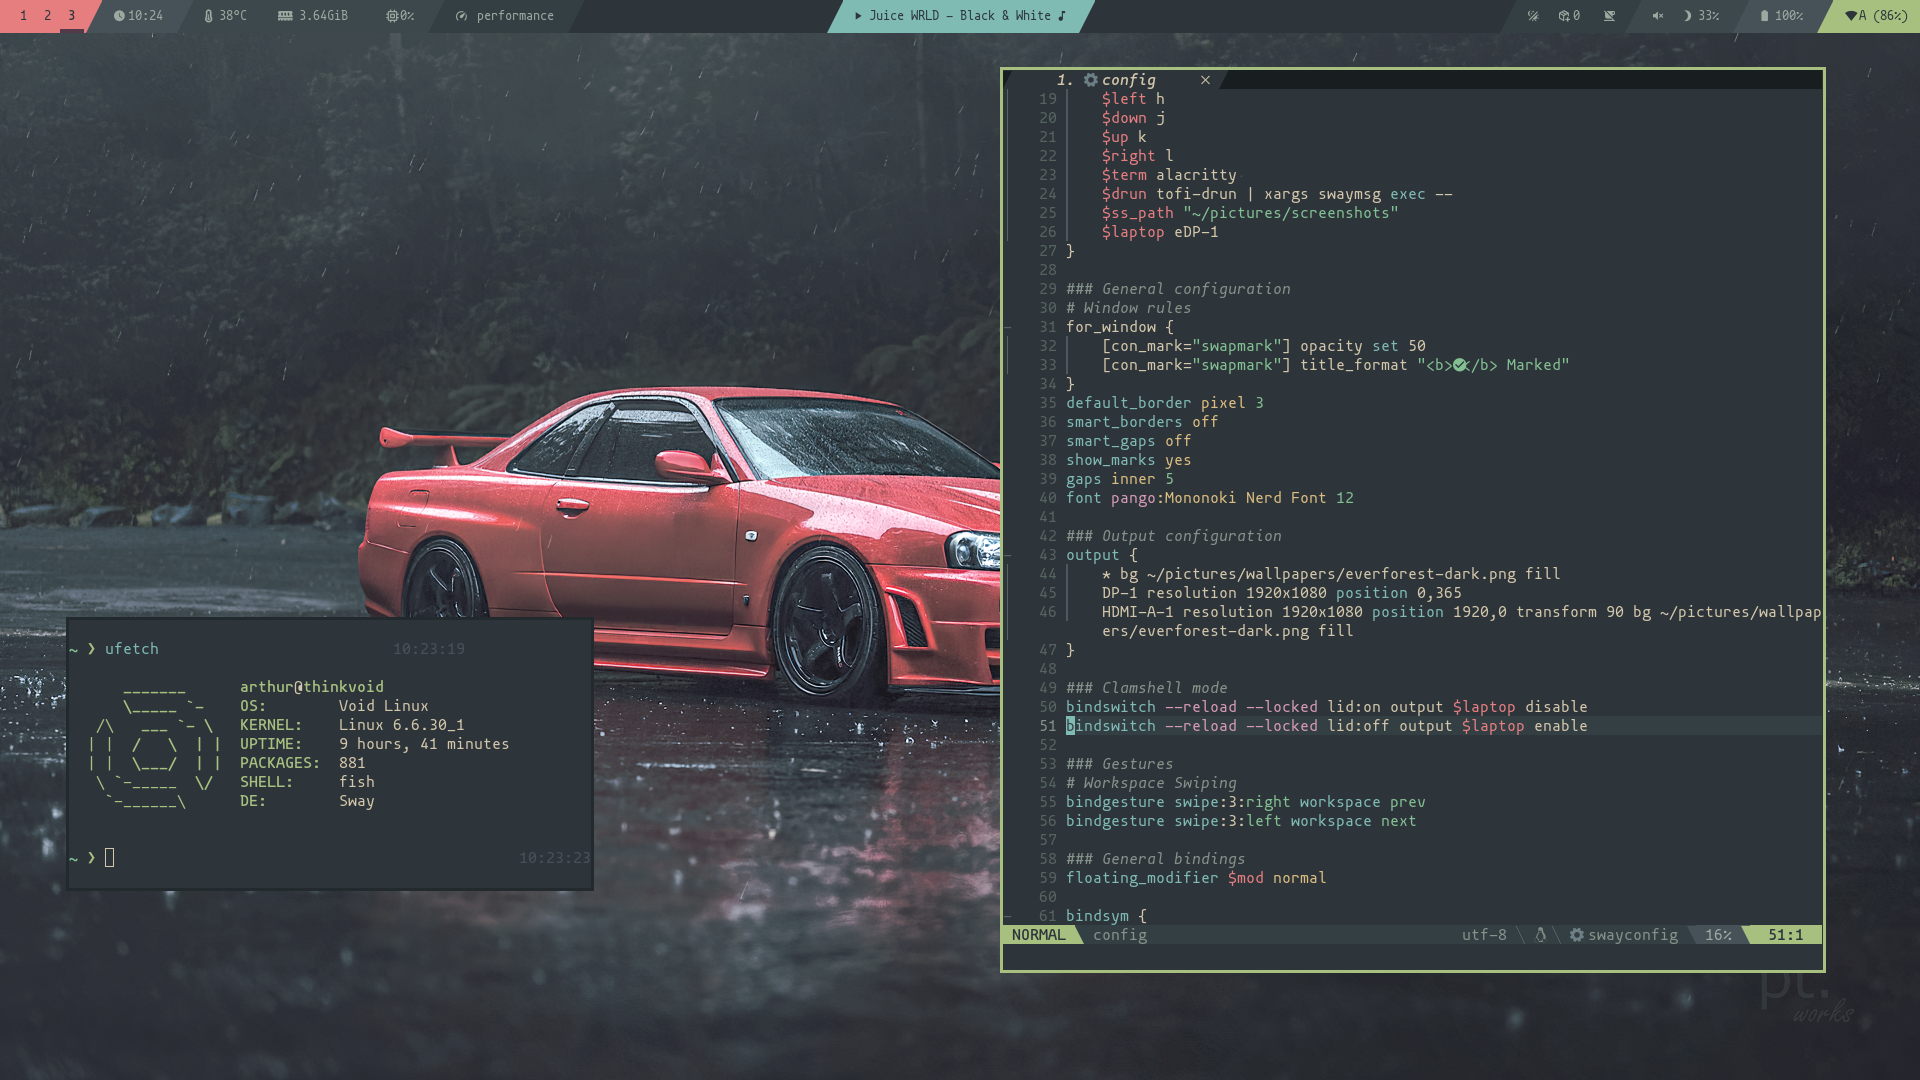 1 2 3 10:24 38°C 3.64GiB 0% performance
Juice WRLD – Black & White
0 33% 100% A (86%)
1. config ×
19 $left h
20 $down j
21 $up k
22 $right l
23 $term alacritty
24 $drun tofi-drun | xargs swaymsg exec --
25 $ss_path "~/pictures/screenshots"
26 $laptop eDP-1
27 }
28
29 ### General configuration
30 # Window rules
31 for_window {
32 [con_mark="swapmark"] opacity set 50
33 [con_mark="swapmark"] title_format "<b>✓</b> Marked"
34 }
35 default_border pixel 3
36 smart_borders off
37 smart_gaps off
38 show_marks yes
39 gaps inner 5
40 font pango:Mononoki Nerd Font 12
41
42 ### Output configuration
43 output {
44 * bg ~/pictures/wallpapers/everforest-dark.png fill
45 DP-1 resolution 1920x1080 position 0,365
46 HDMI-A-1 resolution 1920x1080 position 1920,0 transform 90 bg ~/pictures/wallpap
ers/everforest-dark.png fill
47 }
48
49 ### Clamshell mode
50 bindswitch --reload --locked lid:on output $laptop disable
51 bindswitch --reload --locked lid:off output $laptop enable
52
53 ### Gestures
54 # Workspace Swiping
55 bindgesture swipe:3:right workspace prev
56 bindgesture swipe:3:left workspace next
57
58 ### General bindings
59 floating_modifier $mod normal
60
61 bindsym {
NORMAL config utf-8 swayconfig 16% 51:1
~ ❯ ufetch 10:23:19
arthur@thinkvoid
OS: Void Linux
KERNEL: Linux 6.6.30_1
UPTIME: 9 hours, 41 minutes
PACKAGES: 881
SHELL: fish
DE: Sway
~ ❯ 10:23:23
pt.
works